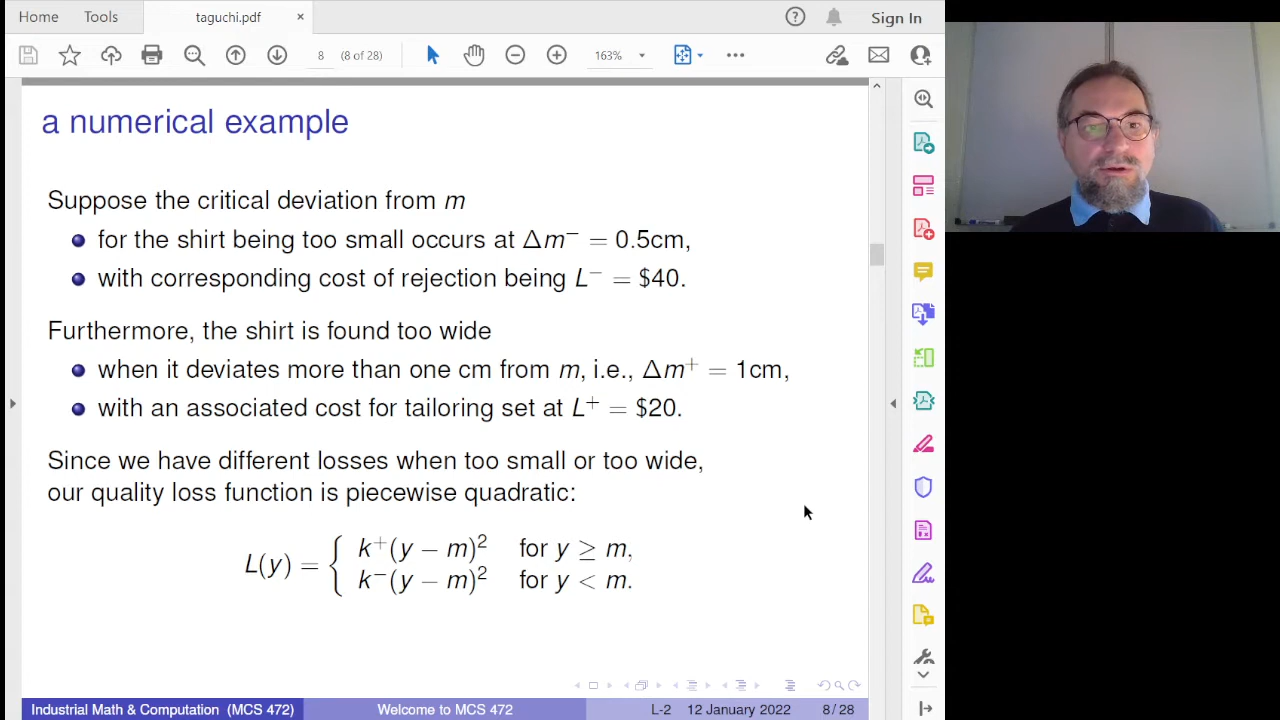 Home Tools taguchi.pdf × ? Sign In
8 (8 of 28) 163%
a numerical example
Suppose the critical deviation from m
for the shirt being too small occurs at Δm⁻ = 0.5cm,
with corresponding cost of rejection being L⁻ = $40.
Furthermore, the shirt is found too wide
when it deviates more than one cm from m, i.e., Δm⁺ = 1cm,
with an associated cost for tailoring set at L⁺ = $20.
Since we have different losses when too small or too wide,
our quality loss function is piecewise quadratic:
L(y) = { k⁺(y − m)² for y ≥ m,
k⁻(y − m)² for y < m.
Industrial Math & Computation (MCS 472) Welcome to MCS 472 L-2 12 January 2022 8 / 28